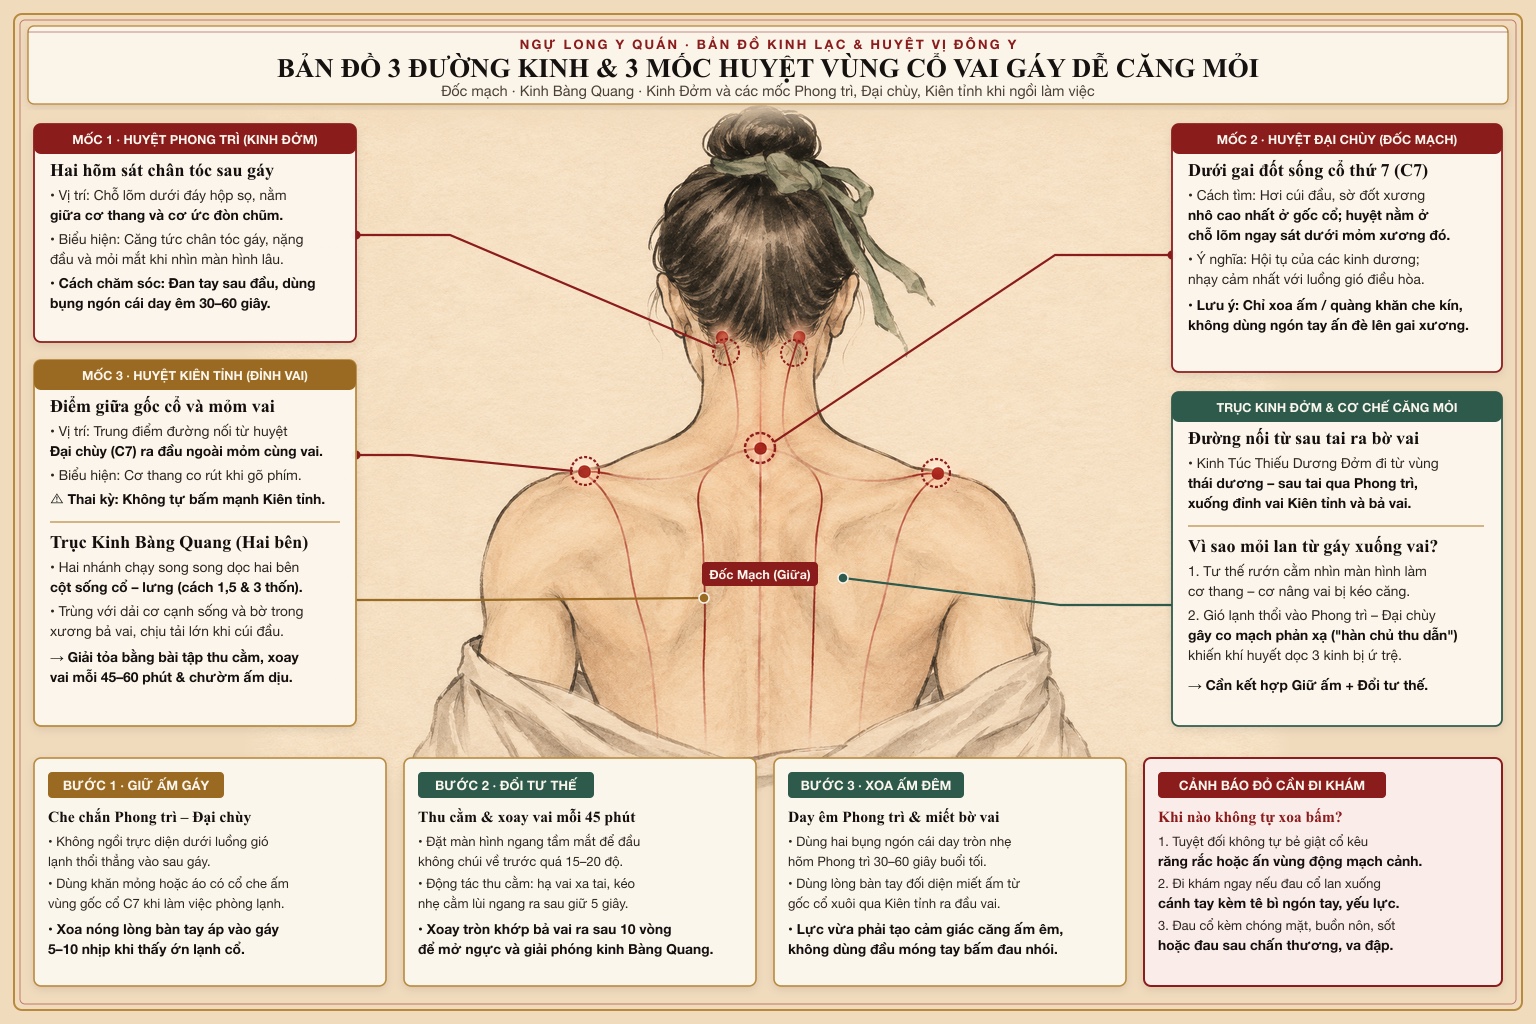 NGỰ LONG Y QUÁN · BẢN ĐỒ KINH LẠC & HUYỆT VỊ ĐÔNG Y
BẢN ĐỒ 3 ĐƯỜNG KINH & 3 MỐC HUYỆT VÙNG CỔ VAI GÁY DỄ CĂNG MỎI
Đốc mạch · Kinh Bàng Quang · Kinh Đởm và các mốc Phong trì, Đại chùy, Kiên tỉnh khi ngồi làm việc
MỐC 1 · HUYỆT PHONG TRÌ (KINH ĐỞM)
Hai hõm sát chân tóc sau gáy
• Vị trí: Chỗ lõm dưới đáy hộp sọ, nằm
giữa cơ thang và cơ ức đòn chũm.
• Biểu hiện: Căng tức chân tóc gáy, nặng
đầu và mỏi mắt khi nhìn màn hình lâu.
• Cách chăm sóc: Đan tay sau đầu, dùng
bụng ngón cái day êm 30–60 giây.
MỐC 3 · HUYỆT KIÊN TỈNH (ĐỈNH VAI)
Điểm giữa gốc cổ và mỏm vai
• Vị trí: Trung điểm đường nối từ huyệt
Đại chùy (C7) ra đầu ngoài mỏm cùng vai.
• Biểu hiện: Cơ thang co rút khi gõ phím.
⚠ Thai kỳ: Không tự bấm mạnh Kiên tỉnh.
Trục Kinh Bàng Quang (Hai bên)
• Hai nhánh chạy song song dọc hai bên
cột sống cổ – lưng (cách 1,5 & 3 thốn).
• Trùng với dải cơ cạnh sống và bờ trong
xương bả vai, chịu tải lớn khi cúi đầu.
→ Giải tỏa bằng bài tập thu cằm, xoay
vai mỗi 45–60 phút & chườm ấm dịu.
Đốc Mạch (Giữa)
MỐC 2 · HUYỆT ĐẠI CHÙY (ĐỐC MẠCH)
Dưới gai đốt sống cổ thứ 7 (C7)
• Cách tìm: Hơi cúi đầu, sờ đốt xương
nhô cao nhất ở gốc cổ; huyệt nằm ở
chỗ lõm ngay sát dưới mỏm xương đó.
• Ý nghĩa: Hội tụ của các kinh dương;
nhạy cảm nhất với luồng gió điều hòa.
• Lưu ý: Chỉ xoa ấm / quàng khăn che kín,
không dùng ngón tay ấn đè lên gai xương.
TRỤC KINH ĐỞM & CƠ CHẾ CĂNG MỎI
Đường nối từ sau tai ra bờ vai
• Kinh Túc Thiếu Dương Đởm đi từ vùng
thái dương – sau tai qua Phong trì,
xuống đỉnh vai Kiên tỉnh và bả vai.
Vì sao mỏi lan từ gáy xuống vai?
1. Tư thế rướn cằm nhìn màn hình làm
cơ thang – cơ nâng vai bị kéo căng.
2. Gió lạnh thổi vào Phong trì – Đại chùy
gây co mạch phản xạ ("hàn chủ thu dẫn")
khiến khí huyết dọc 3 kinh bị ứ trệ.
→ Cần kết hợp Giữ ấm + Đổi tư thế.
BƯỚC 1 · GIỮ ẤM GÁY
Che chắn Phong trì – Đại chùy
• Không ngồi trực diện dưới luồng gió
lạnh thổi thẳng vào sau gáy.
• Dùng khăn mỏng hoặc áo có cổ che ấm
vùng gốc cổ C7 khi làm việc phòng lạnh.
• Xoa nóng lòng bàn tay áp vào gáy
5–10 nhịp khi thấy ớn lạnh cổ.
BƯỚC 2 · ĐỔI TƯ THẾ
Thu cằm & xoay vai mỗi 45 phút
• Đặt màn hình ngang tầm mắt để đầu
không chúi về trước quá 15–20 độ.
• Động tác thu cằm: hạ vai xa tai, kéo
nhẹ cằm lùi ngang ra sau giữ 5 giây.
• Xoay tròn khớp bả vai ra sau 10 vòng
để mở ngực và giải phóng kinh Bàng Quang.
BƯỚC 3 · XOA ẤM ĐÊM
Day êm Phong trì & miết bờ vai
• Dùng hai bụng ngón cái day tròn nhẹ
hõm Phong trì 30–60 giây buổi tối.
• Dùng lòng bàn tay đối diện miết ấm từ
gốc cổ xuôi qua Kiên tỉnh ra đầu vai.
• Lực vừa phải tạo cảm giác căng ấm êm,
không dùng đầu móng tay bấm đau nhói.
CẢNH BÁO ĐỎ CẦN ĐI KHÁM
Khi nào không tự xoa bấm?
1. Tuyệt đối không tự bẻ giật cổ kêu
răng rắc hoặc ấn vùng động mạch cảnh.
2. Đi khám ngay nếu đau cổ lan xuống
cánh tay kèm tê bì ngón tay, yếu lực.
3. Đau cổ kèm chóng mặt, buồn nôn, sốt
hoặc đau sau chấn thương, va đập.